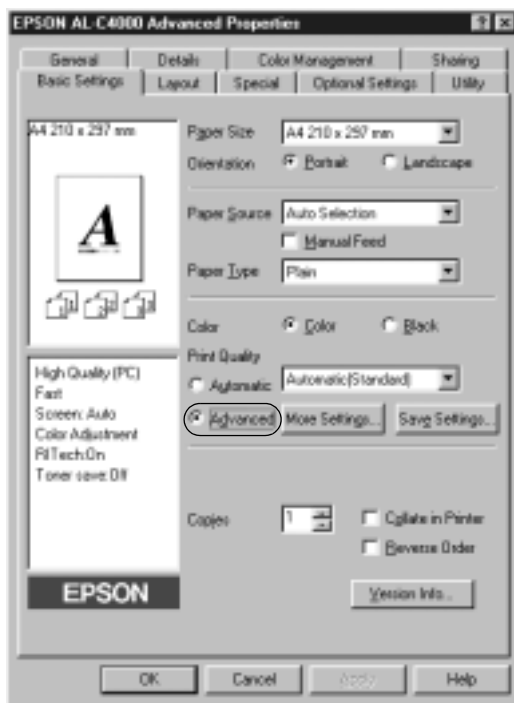 EPSON AL-C4000 Advanced Properties
General Details Color Management Sharing
Basic Settings Layout Special Optional Settings Utility
A4 210 x 297 mm
A
1 2 3
Paper Size A4 210 x 297 mm
Orientation Portrait Landscape
Paper Source Auto Selection
Manual Feed
Paper Type Plain
Color Color Black
Print Quality
Automatic Automatic(Standard)
Advanced More Settings... Save Settings...
High Quality (PC)
Fast
Screen: Auto
Color Adjustment
RITech:On
Toner save: Off
Copies 1 Collate in Printer
Reverse Order
EPSON
Version Info...
OK Cancel Apply Help